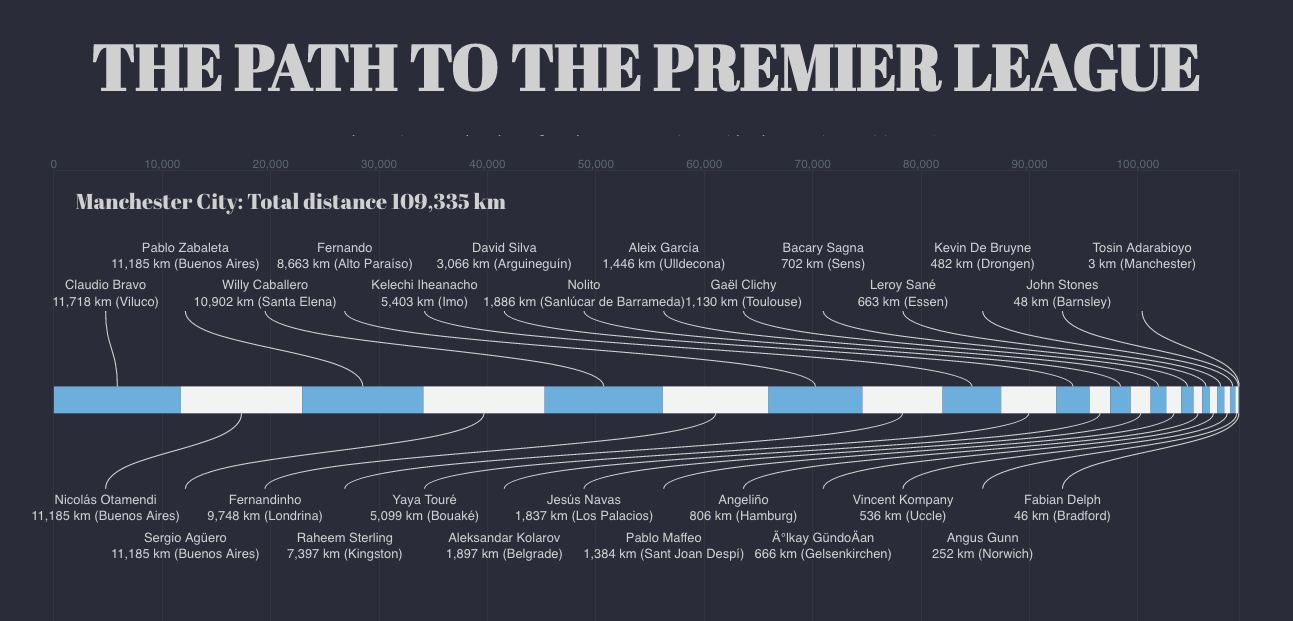 THE PATH TO THE PREMIER LEAGUE
0 10,000 20,000 30,000 40,000 50,000 60,000 70,000 80,000 90,000 100,000
Manchester City: Total distance 109,335 km
Pablo Zabaleta Fernando David Silva Aleix García Bacary Sagna Kevin De Bruyne Tosin Adarabioyo
11,185 km (Buenos Aires) 8,663 km (Alto Paraíso) 3,066 km (Arguineguín) 1,446 km (Ulldecona) 702 km (Sens) 482 km (Drongen) 3 km (Manchester)
Claudio Bravo Willy Caballero Kelechi Iheanacho Nolito Gaël Clichy Leroy Sané John Stones
11,718 km (Viluco) 10,902 km (Santa Elena) 5,403 km (Imo) 1,886 km (Sanlúcar de Barrameda) 1,130 km (Toulouse) 663 km (Essen) 48 km (Barnsley)
Nicolás Otamendi Fernandinho Yaya Touré Jesús Navas Angeliño Vincent Kompany Fabian Delph
11,185 km (Buenos Aires) 9,748 km (Londrina) 5,099 km (Bouaké) 1,837 km (Los Palacios) 806 km (Hamburg) 536 km (Uccle) 46 km (Bradford)
Sergio Agüero Raheem Sterling Aleksandar Kolarov Pablo Maffeo Ä°lkay GündoÄan Angus Gunn
11,185 km (Buenos Aires) 7,397 km (Kingston) 1,897 km (Belgrade) 1,384 km (Sant Joan Despí) 666 km (Gelsenkirchen) 252 km (Norwich)